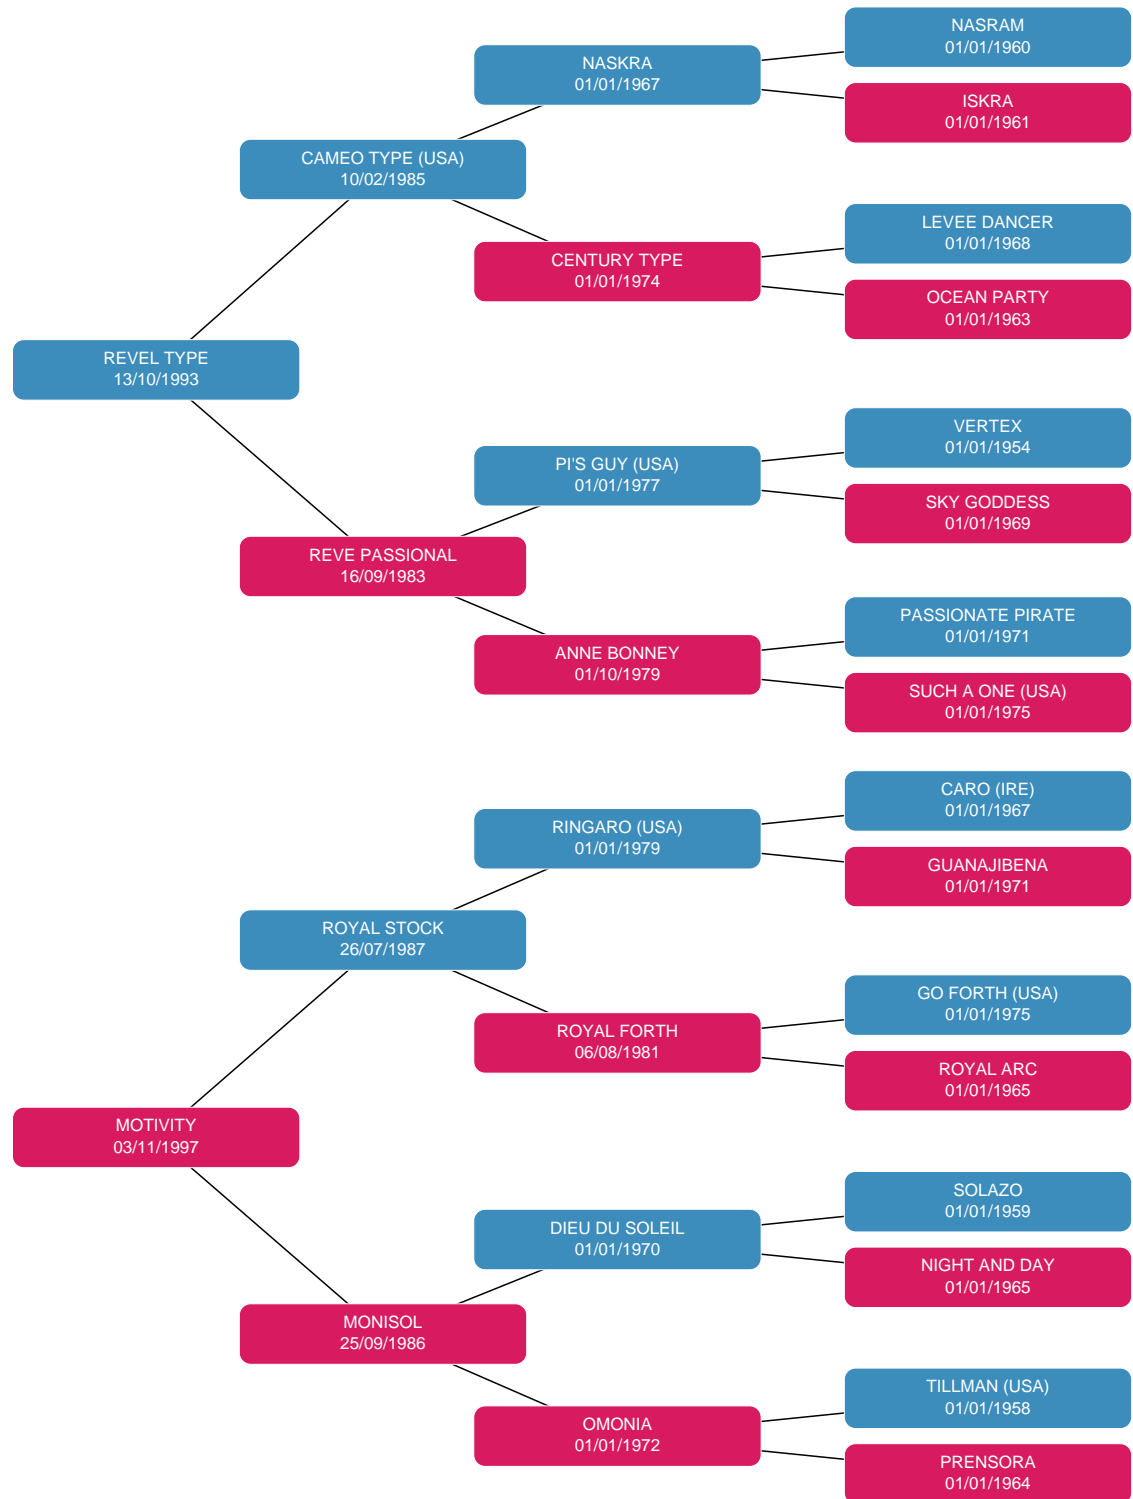 NASRAM
01/01/1960
NASKRA
01/01/1967
ISKRA
01/01/1961
CAMEO TYPE (USA)
10/02/1985
LEVEE DANCER
01/01/1968
CENTURY TYPE
01/01/1974
OCEAN PARTY
01/01/1963
REVEL TYPE
13/10/1993
VERTEX
01/01/1954
PI'S GUY (USA)
01/01/1977
SKY GODDESS
01/01/1969
REVE PASSIONAL
16/09/1983
PASSIONATE PIRATE
01/01/1971
ANNE BONNEY
01/10/1979
SUCH A ONE (USA)
01/01/1975
CARO (IRE)
01/01/1967
RINGARO (USA)
01/01/1979
GUANAJIBENA
01/01/1971
ROYAL STOCK
26/07/1987
GO FORTH (USA)
01/01/1975
ROYAL FORTH
06/08/1981
ROYAL ARC
01/01/1965
MOTIVITY
03/11/1997
SOLAZO
01/01/1959
DIEU DU SOLEIL
01/01/1970
NIGHT AND DAY
01/01/1965
MONISOL
25/09/1986
TILLMAN (USA)
01/01/1958
OMONIA
01/01/1972
PRENSORA
01/01/1964